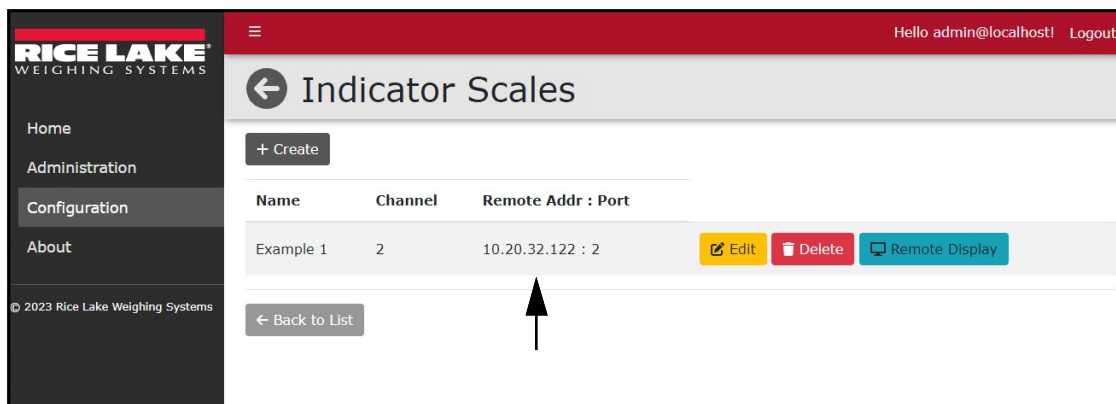 RICE LAKE®
WEIGHING SYSTEMS
Home
Administration
Configuration
About
© 2023 Rice Lake Weighing Systems
Hello admin@localhost! Logout
Indicator Scales
+ Create
Name Channel Remote Addr : Port
Example 1 2 10.20.32.122 : 2 Edit Delete Remote Display
← Back to List